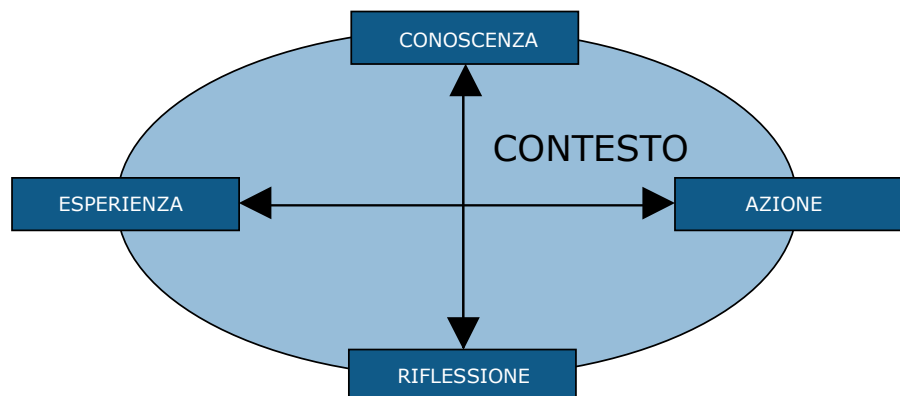 CONOSCENZA
CONTESTO
ESPERIENZA
AZIONE
RIFLESSIONE